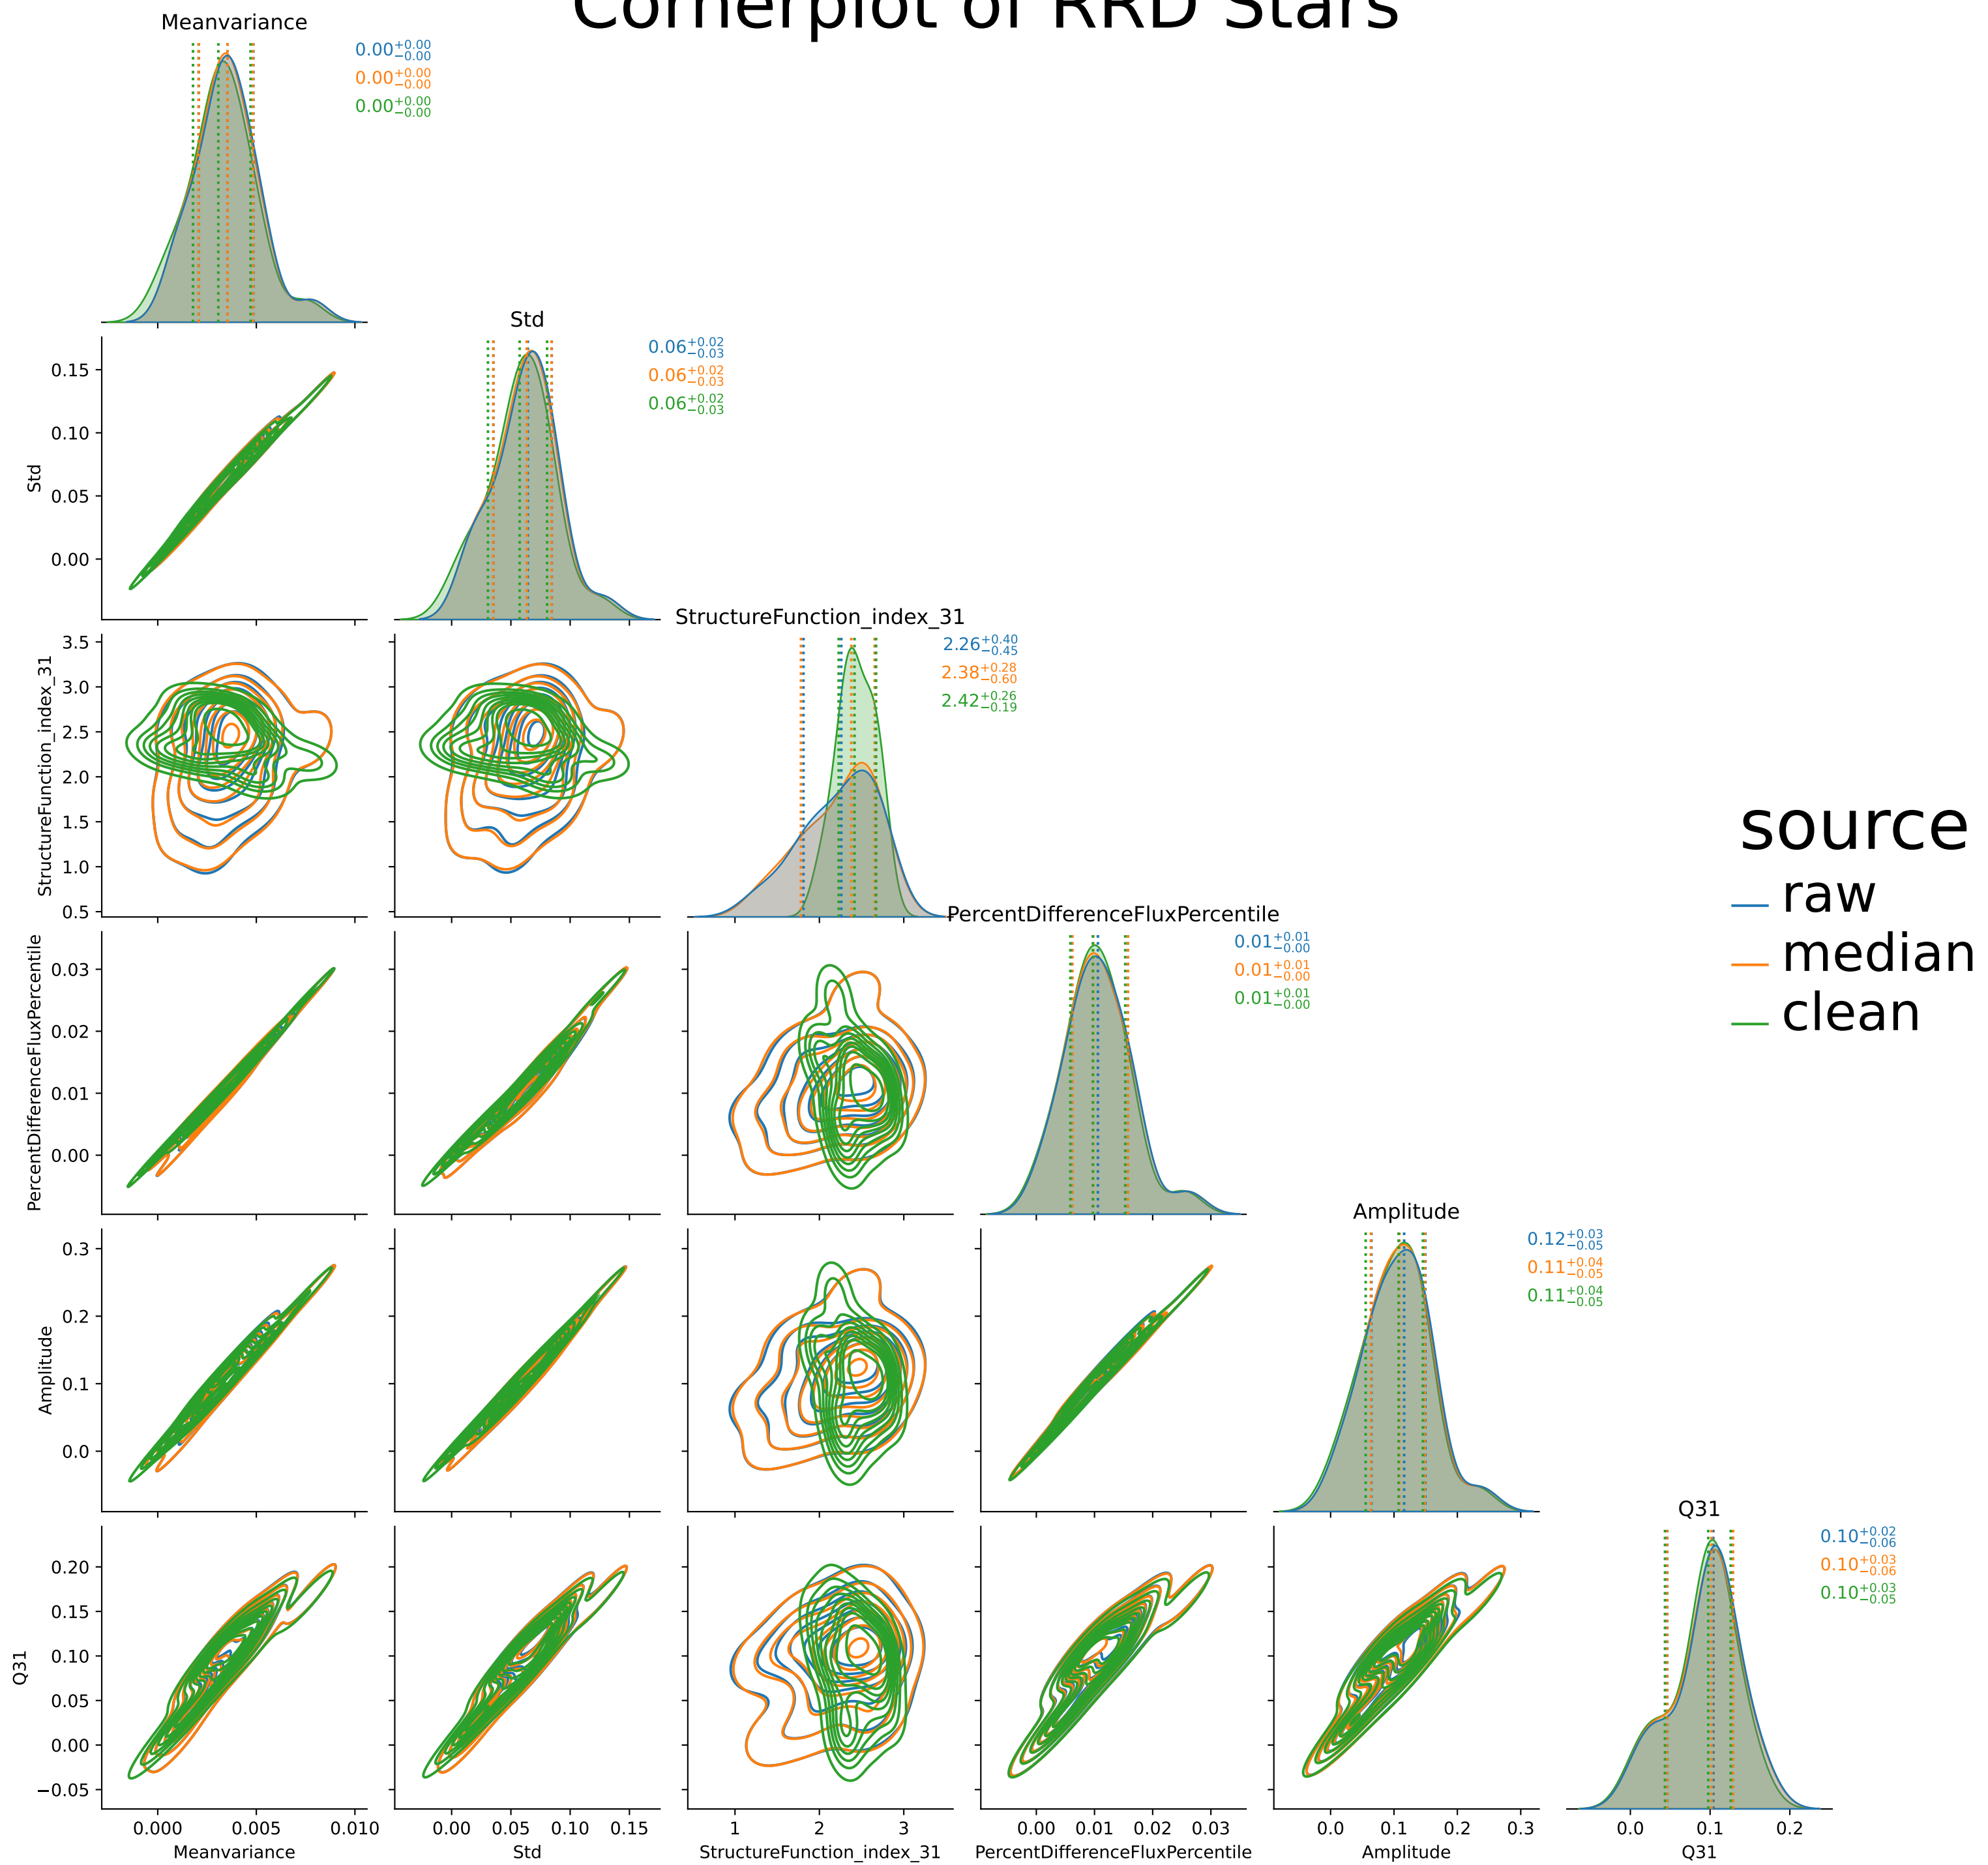 Cornerplot of RRD Stars
Meanvariance
0.00+0.00−0.00
0.00+0.00−0.00
0.00+0.00−0.00
Std
0.06+0.02−0.03
0.06+0.02−0.03
0.06+0.02−0.03
0.15
0.10
0.05
0.00
Std
StructureFunction_index_31
2.26+0.40−0.45
2.38+0.28−0.60
2.42+0.26−0.19
3.5
3.0
2.5
2.0
1.5
1.0
0.5
StructureFunction_index_31
source
raw
median
clean
PercentDifferenceFluxPercentile
0.01+0.01−0.00
0.01+0.01−0.00
0.01+0.01−0.00
0.03
0.02
0.01
0.00
PercentDifferenceFluxPercentile
Amplitude
0.12+0.03−0.05
0.11+0.04−0.05
0.11+0.04−0.05
0.3
0.2
0.1
0.0
Amplitude
Q31
0.10+0.02−0.06
0.10+0.03−0.06
0.10+0.03−0.05
0.20
0.15
0.10
0.05
0.00
−0.05
Q31
0.000 0.005 0.010
0.00 0.05 0.10 0.15
1 2 3
0.00 0.01 0.02 0.03
0.0 0.1 0.2 0.3
0.0 0.1 0.2
Meanvariance
Std
StructureFunction_index_31
PercentDifferenceFluxPercentile
Amplitude
Q31